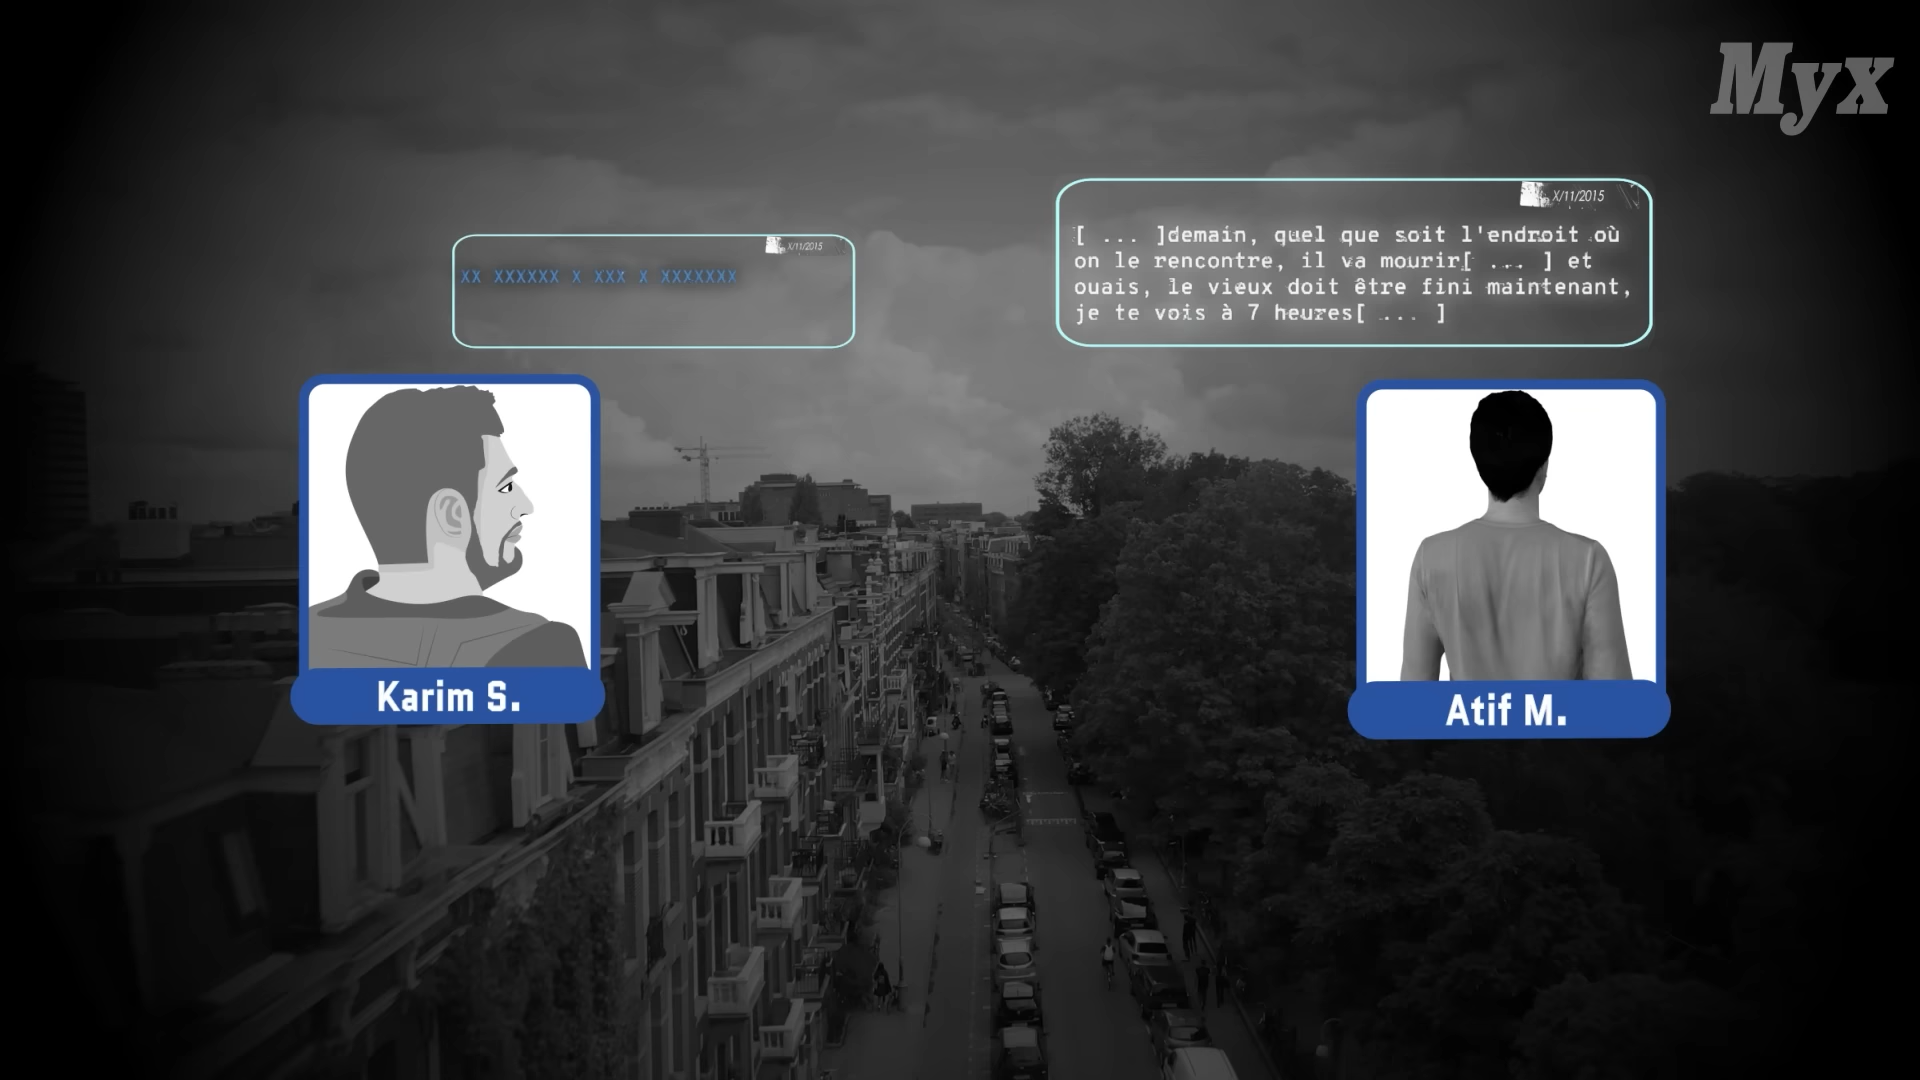 Myx
X/11/2015
XX XXXXXX X XXX X XXXXXXX
X/11/2015
[ ... ]demain, quel que soit l'endroit où
on le rencontre, il va mourir[ ... ] et
ouais, le vieux doit être fini maintenant,
je te vois à 7 heures[ ... ]
Karim S.
Atif M.